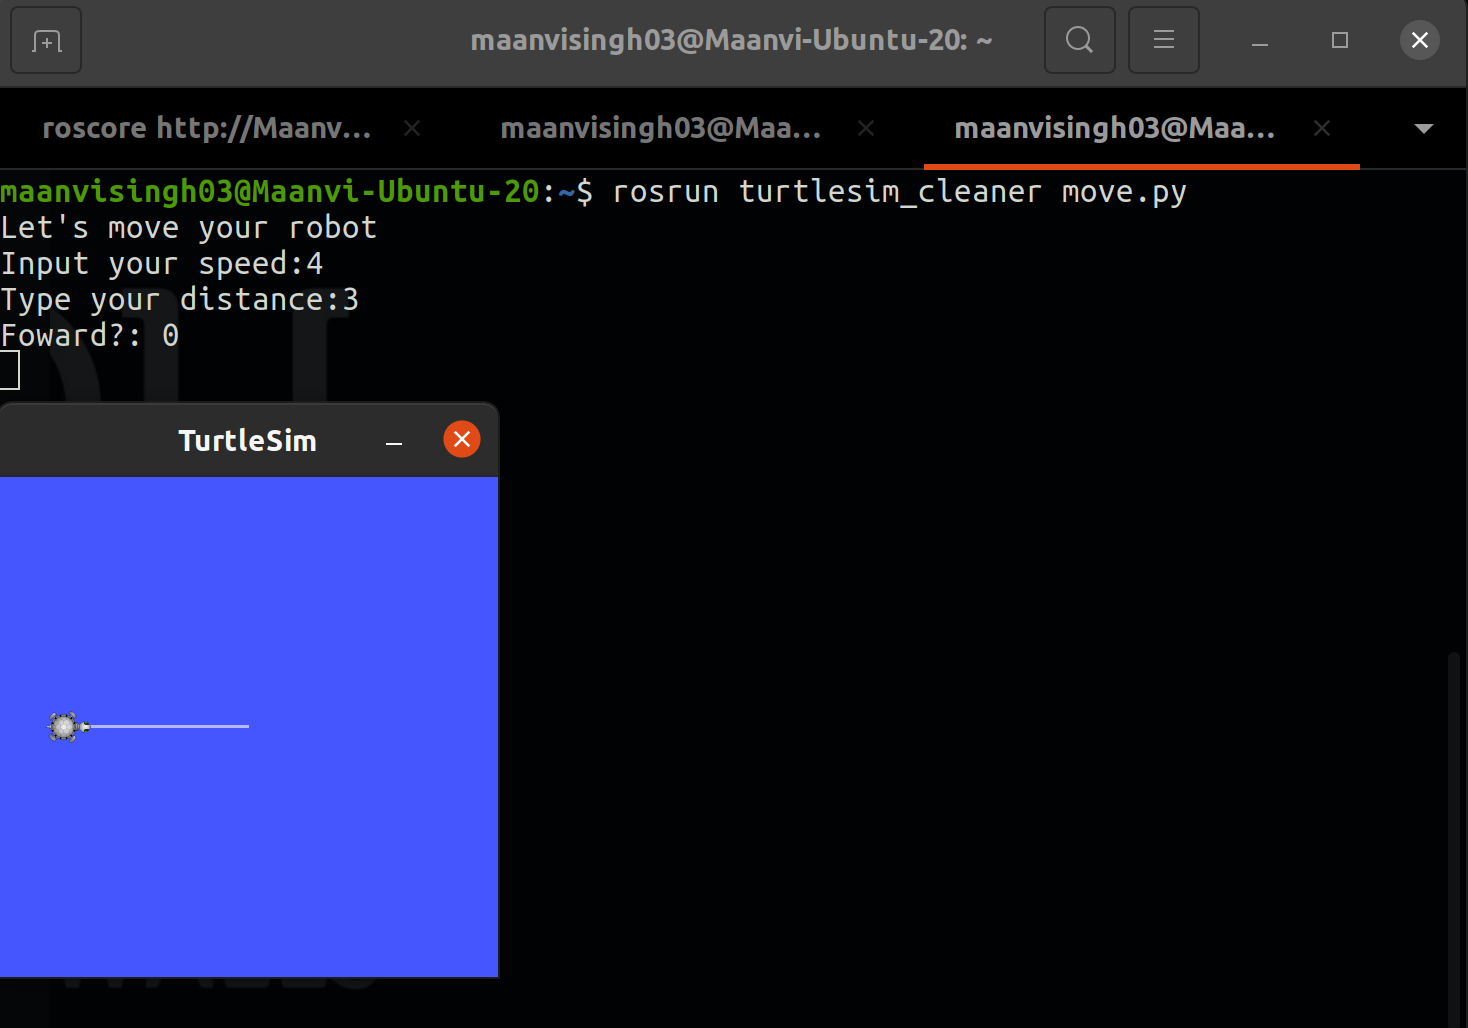 maanvisingh03@Maanvi-Ubuntu-20: ~
roscore http://Maanv... maanvisingh03@Maa... maanvisingh03@Maa...
maanvisingh03@Maanvi-Ubuntu-20:~$ rosrun turtlesim_cleaner move.py
Let's move your robot
Input your speed:4
Type your distance:3
Foward?: 0
TurtleSim